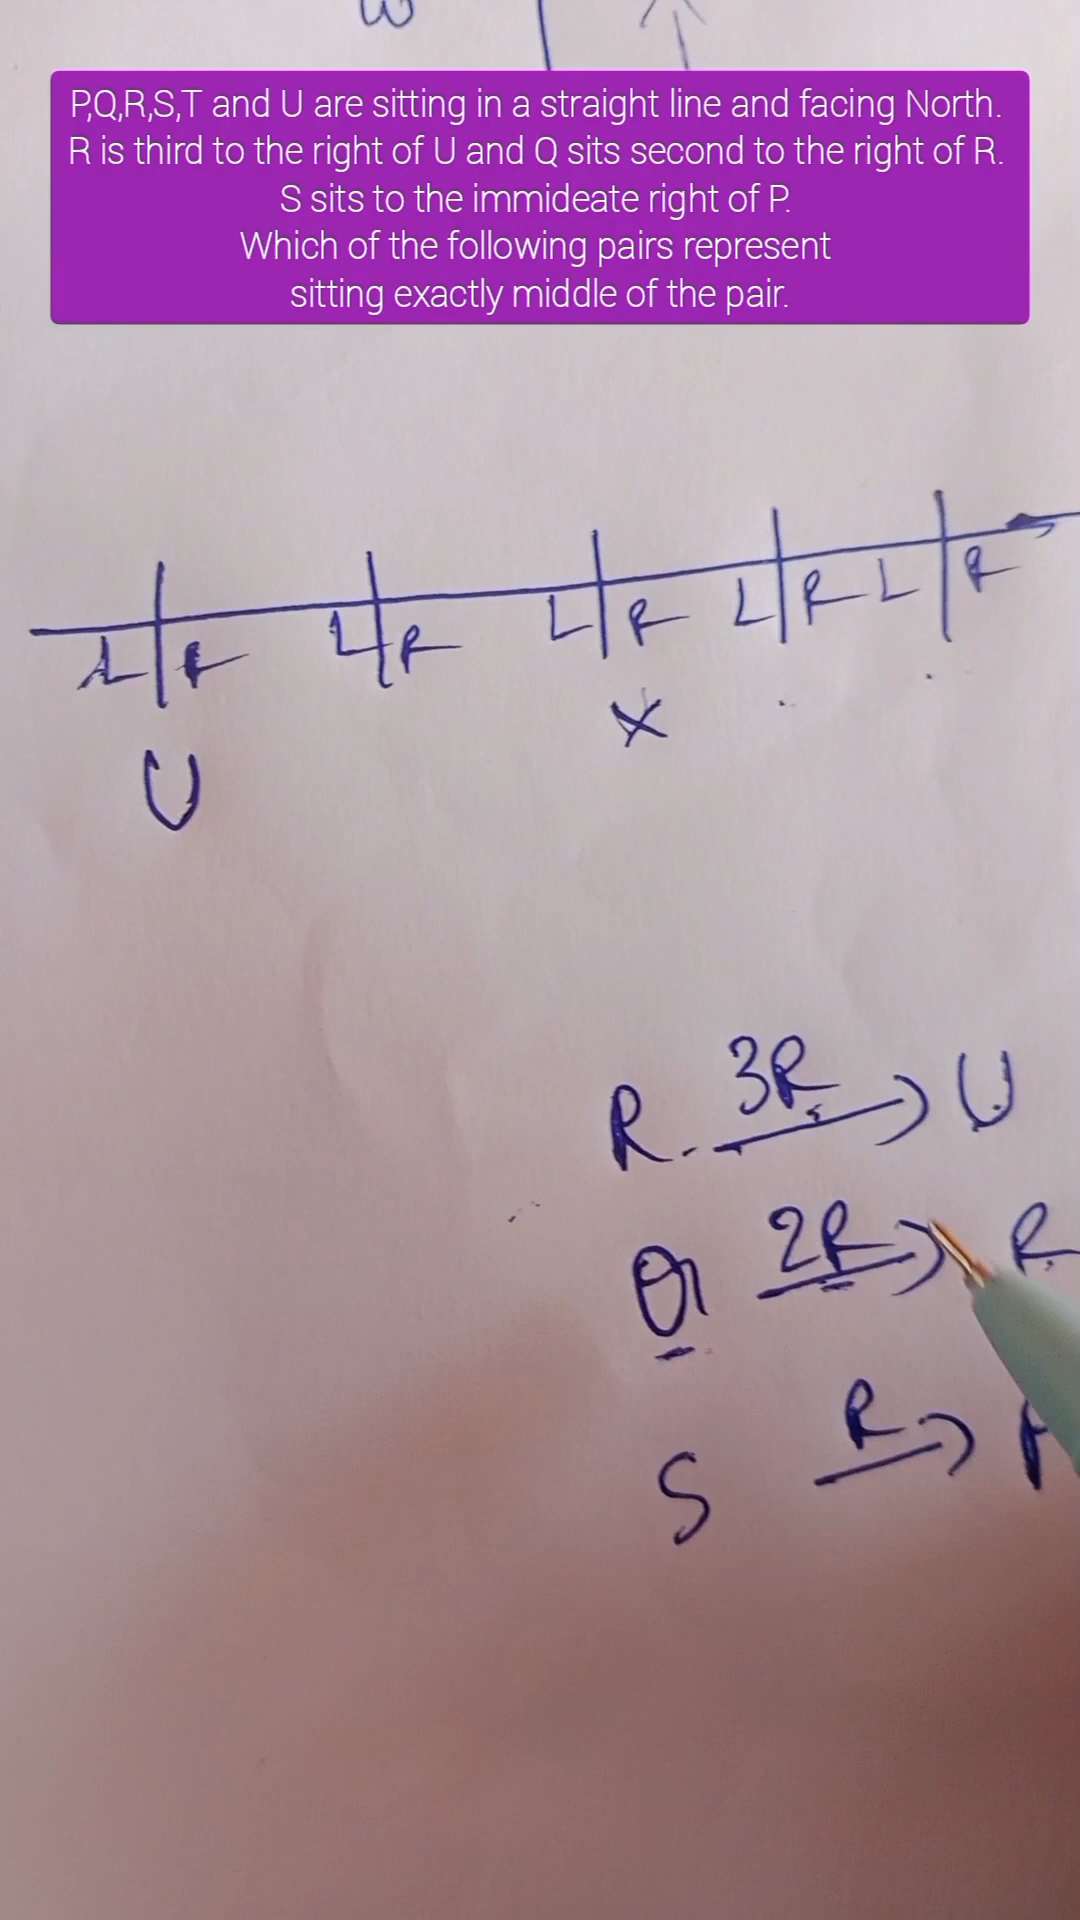 W
P,Q,R,S,T and U are sitting in a straight line and facing North.
R is third to the right of U and Q sits second to the right of R.
S sits to the immideate right of P.
Which of the following pairs represent
sitting exactly middle of the pair.
L R L R L R L R L R
U
R 3R → U
Q 2R → R
S R →